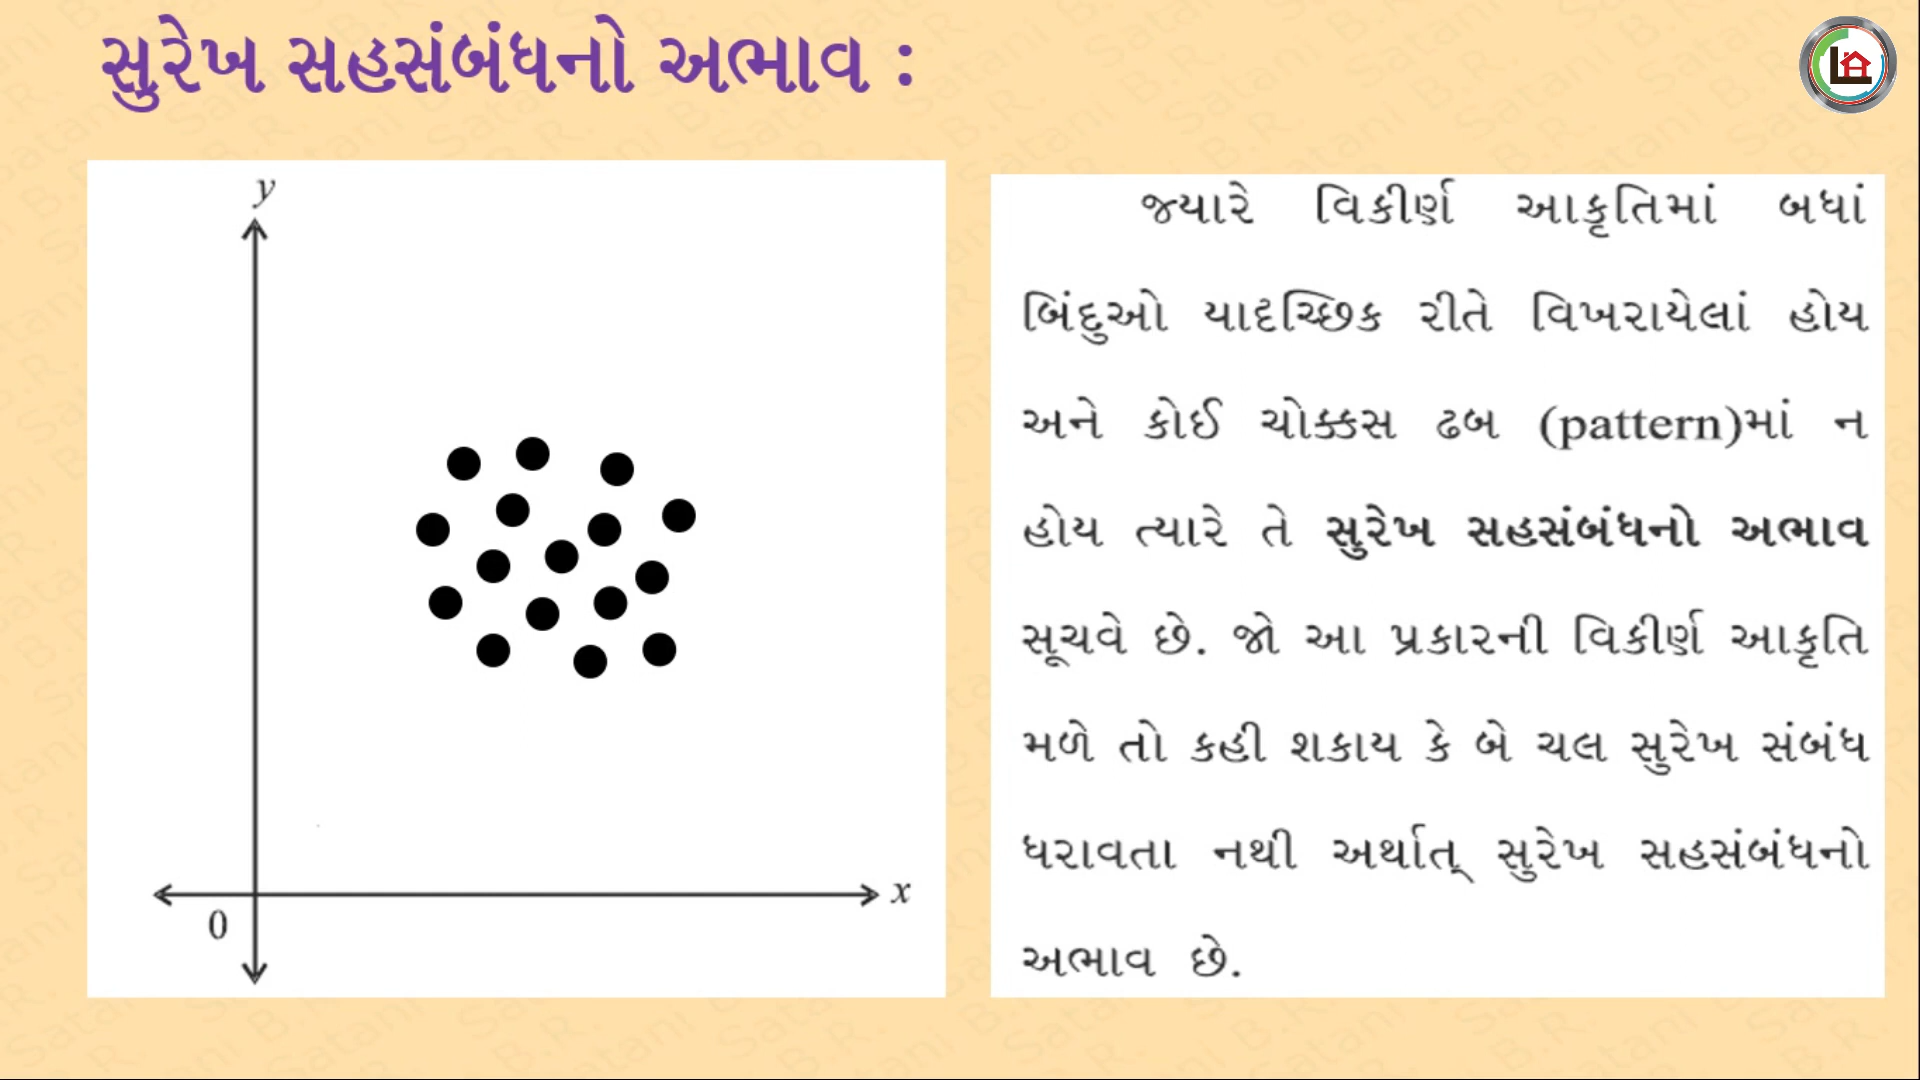 સુરેખ સહસંબંધનો અભાવ :
y
0
x
જ્યારે વિકીર્ણ આકૃતિમાં બધાં
બિંદુઓ યાદૃચ્છિક રીતે વિખરાયેલાં હોય
અને કોઈ ચોક્કસ ઢબ (pattern)માં ન
હોય ત્યારે તે સુરેખ સહસંબંધનો અભાવ
સૂચવે છે. જો આ પ્રકારની વિકીર્ણ આકૃતિ
મળે તો કહી શકાય કે બે ચલ સુરેખ સંબંધ
ધરાવતા નથી અર્થાત્ સુરેખ સહસંબંધનો
અભાવ છે.
Satani B.R.